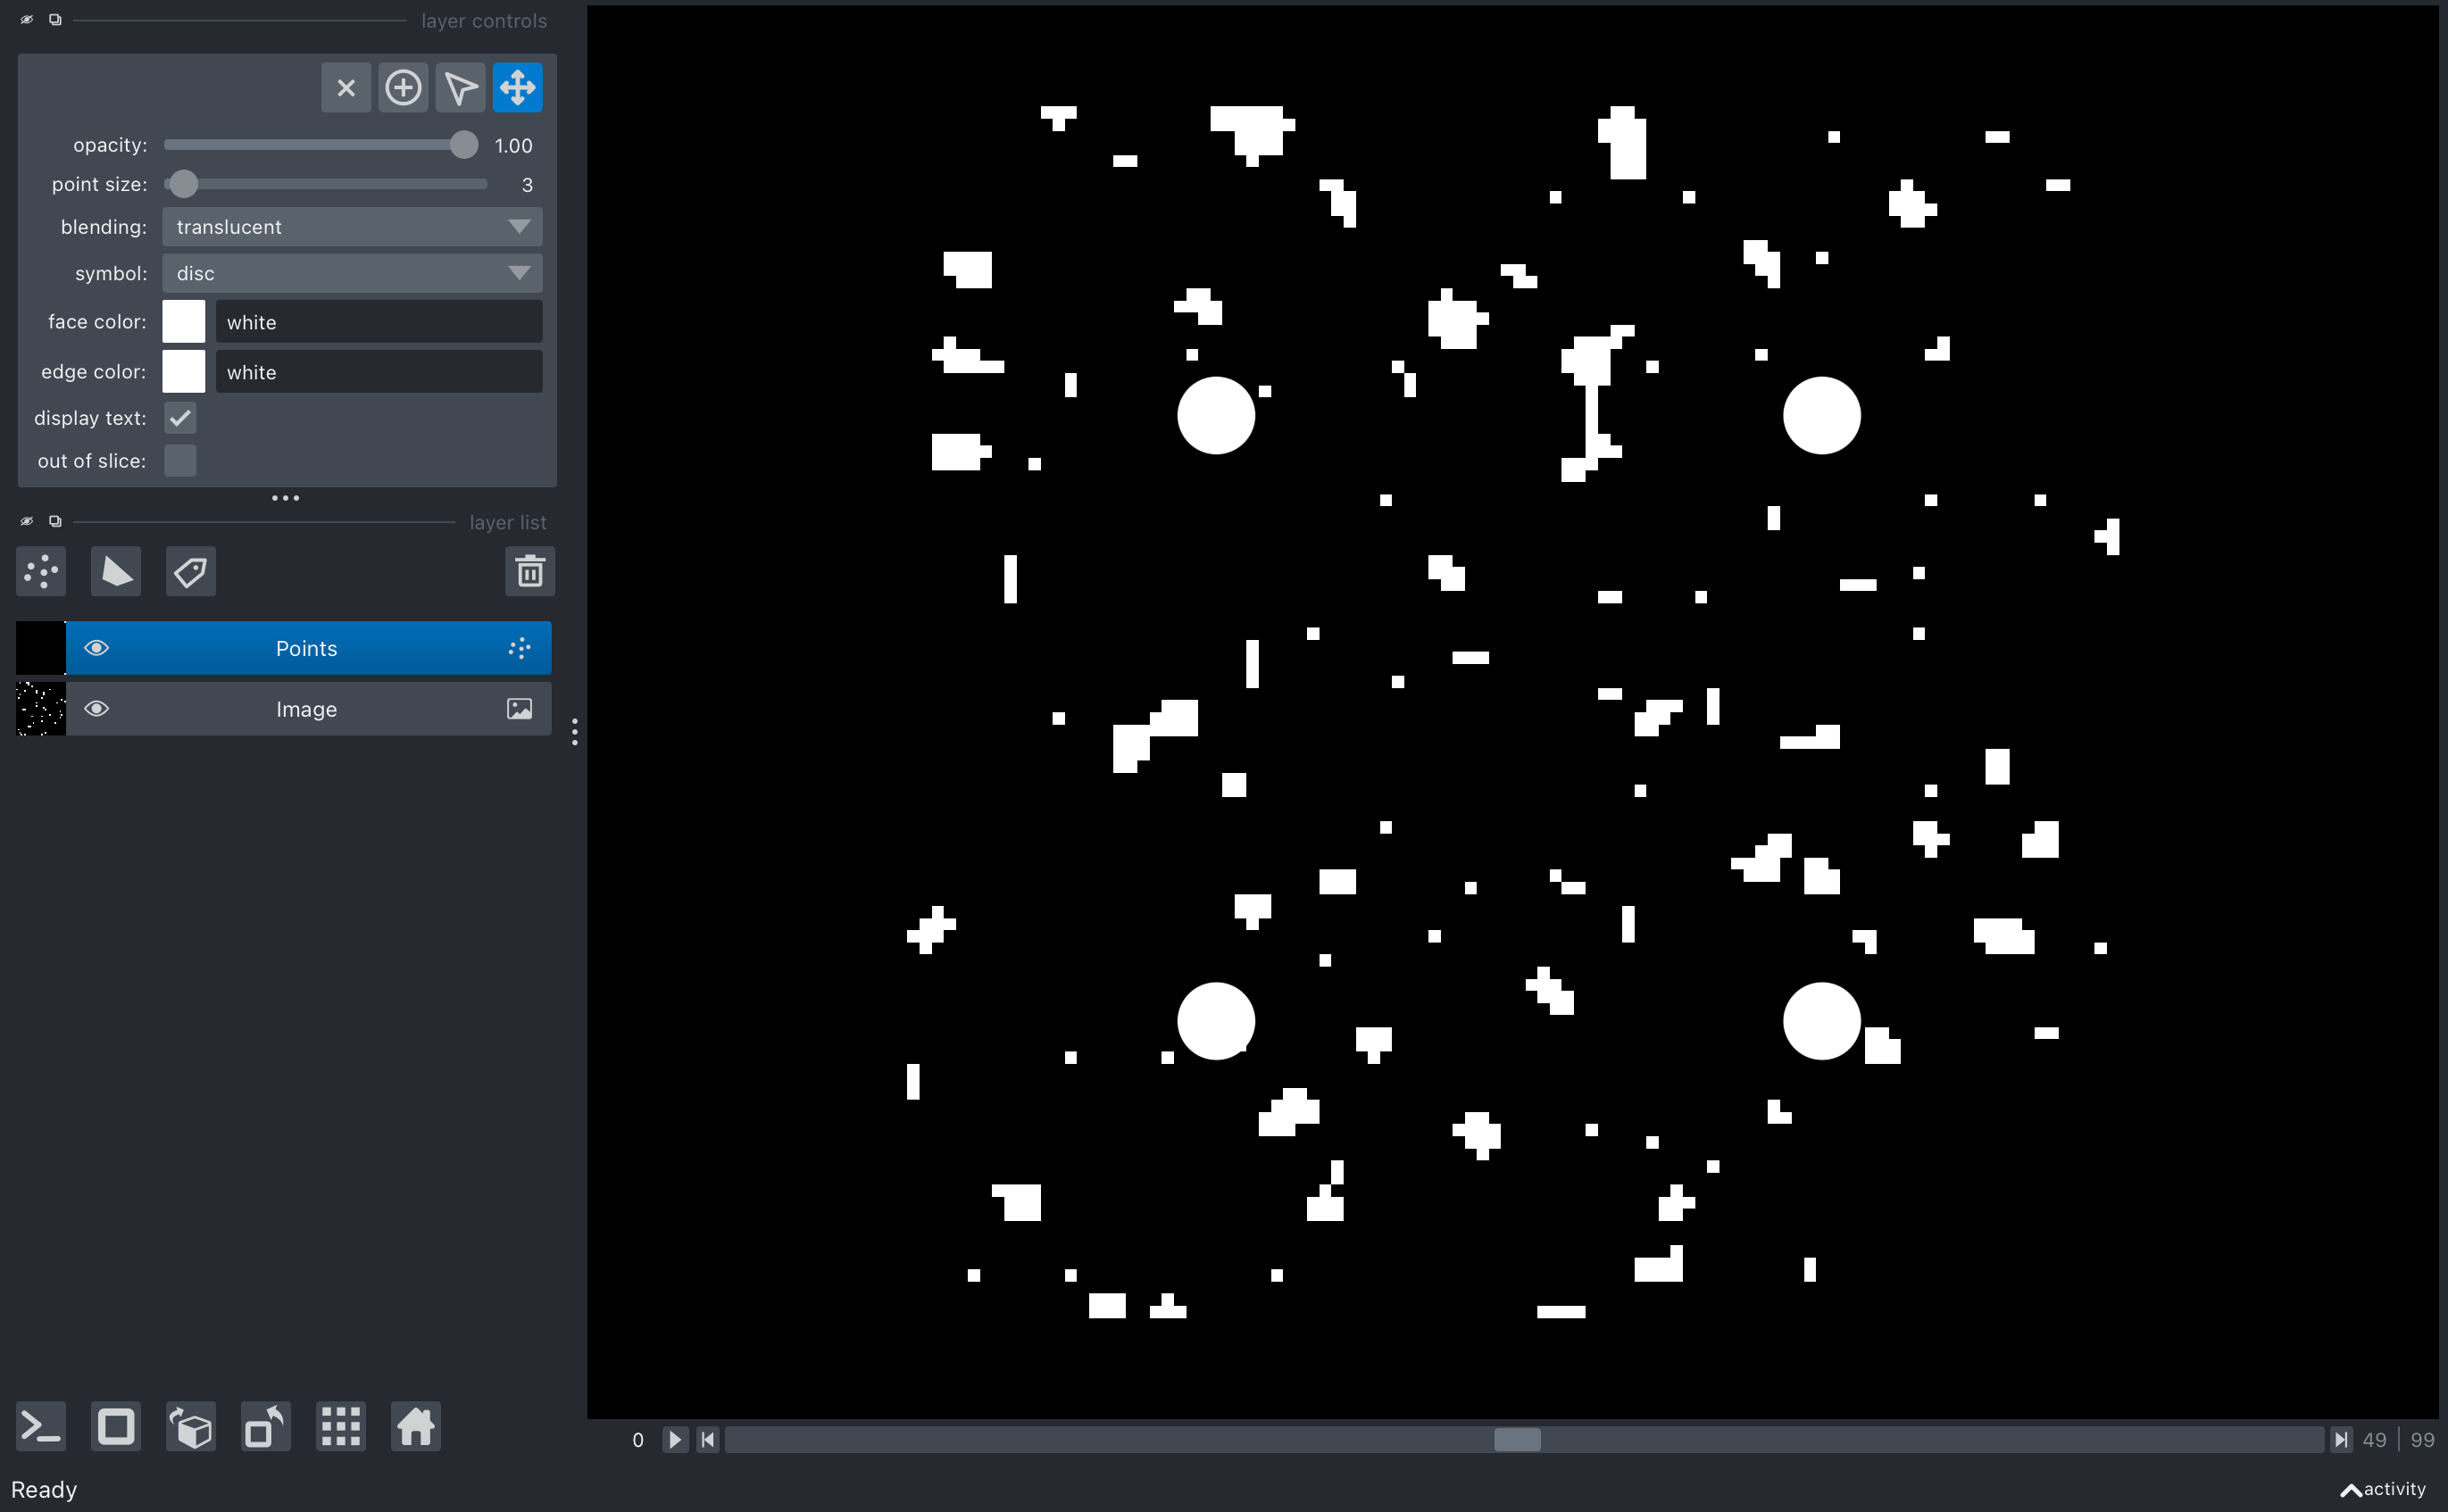 layer controls
opacity: 1.00
point size: 3
blending: translucent
symbol: disc
face color: white
edge color: white
display text:
out of slice:
layer list
Points
Image
0 49 99
Ready activity